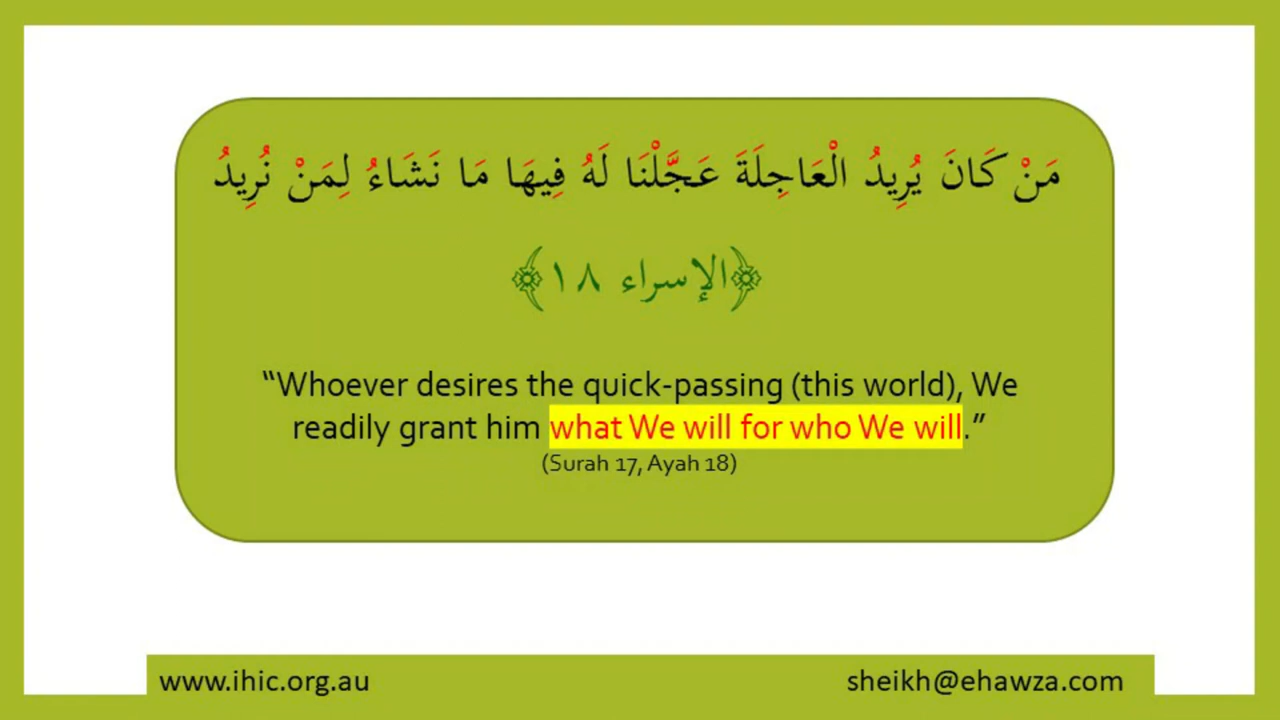 مَنْ كَانَ يُرِيدُ الْعَاجِلَةَ عَجَّلْنَا لَهُ فِيهَا مَا نَشَاءُ لِمَنْ نُرِيدُ
﴿الإسراء ١٨﴾
“Whoever desires the quick-passing (this world), We
readily grant him what We will for who We will.”
(Surah 17, Ayah 18)
www.ihic.org.au
sheikh@ehawza.com